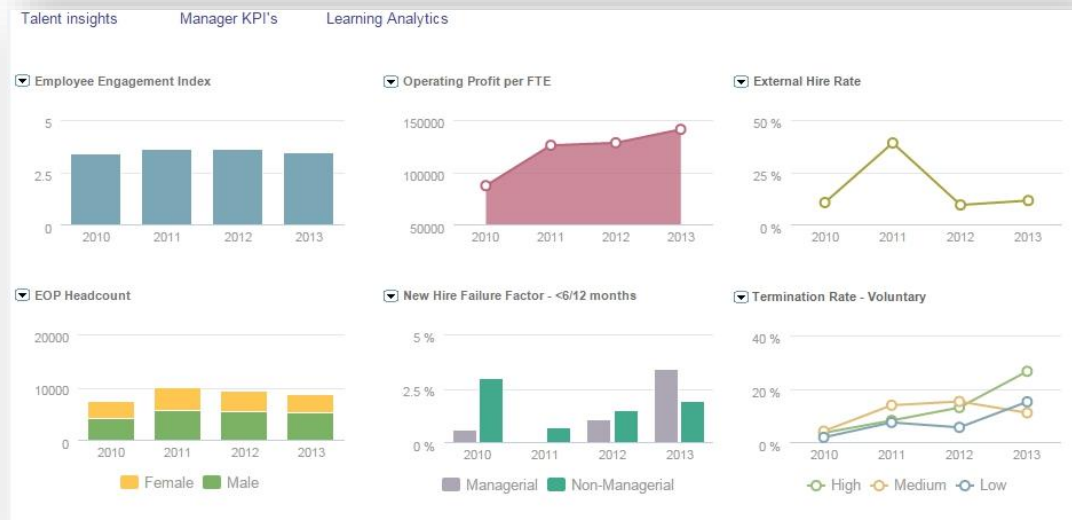 Talent insights Manager KPI's Learning Analytics
Employee Engagement Index
5
2.5
0
2010 2011 2012 2013
Operating Profit per FTE
150000
100000
50000
2010 2011 2012 2013
External Hire Rate
50 %
25 %
0 %
2010 2011 2012 2013
EOP Headcount
20000
10000
0
2010 2011 2012 2013
Female Male
New Hire Failure Factor - <6/12 months
5 %
2.5 %
0 %
2010 2011 2012 2013
Managerial Non-Managerial
Termination Rate - Voluntary
40 %
20 %
0 %
2010 2011 2012 2013
High Medium Low